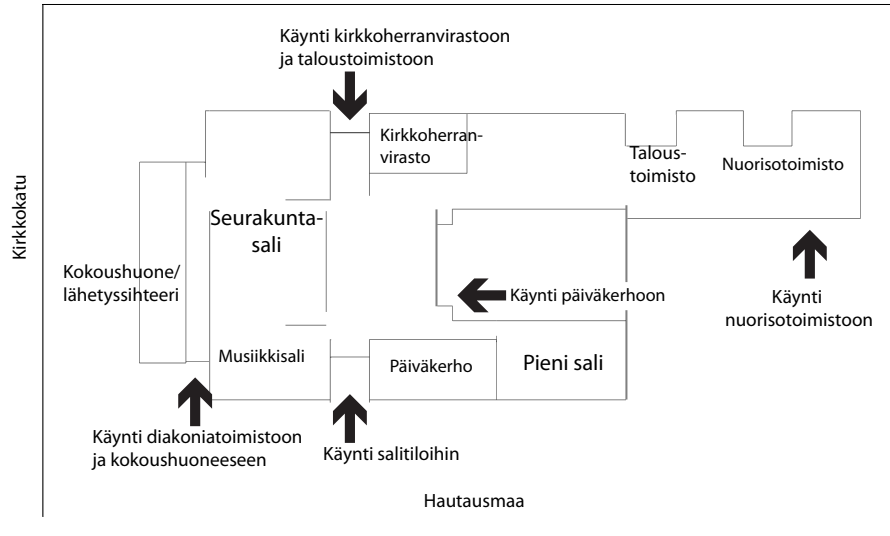 Käynti kirkkoherranvirastoon
ja taloustoimistoon
Kirkkoherran-
virasto
Talous-
toimisto
Nuorisotoimisto
Kirkkokatu
Seurakunta-
sali
Kokoushuone/
lähetyssihteeri
Käynti päiväkerhoon
Käynti
nuorisotoimistoon
Musiikkisali
Päiväkerho
Pieni sali
Käynti diakoniatoimistoon
ja kokoushuoneeseen
Käynti salitiloihin
Hautausmaa